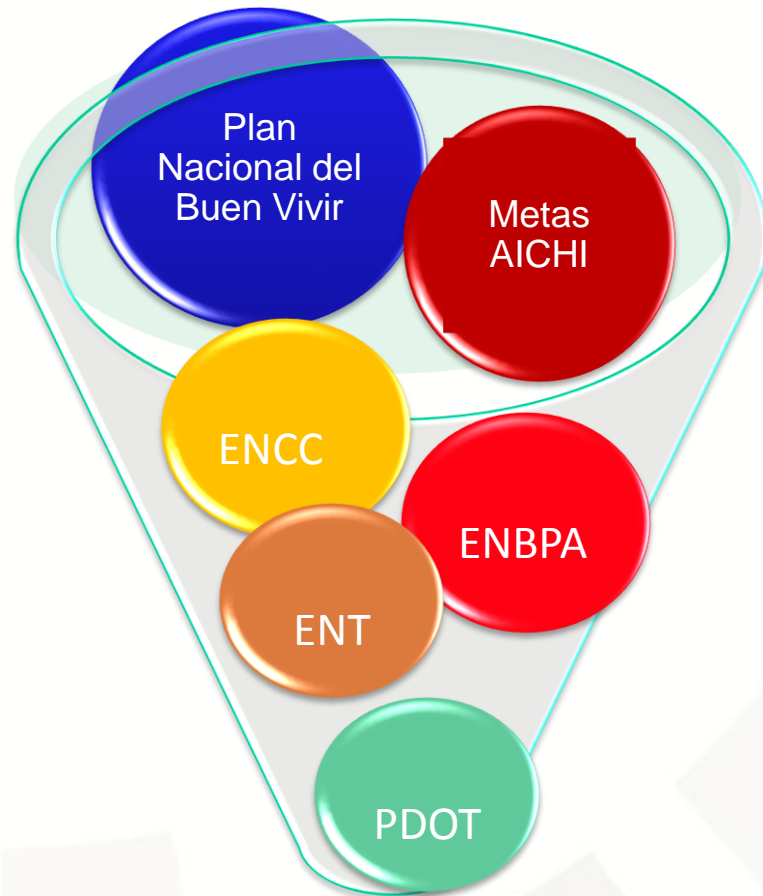 Plan
Nacional del
Buen Vivir
Metas
AICHI
ENCC
ENBPA
ENT
PDOT